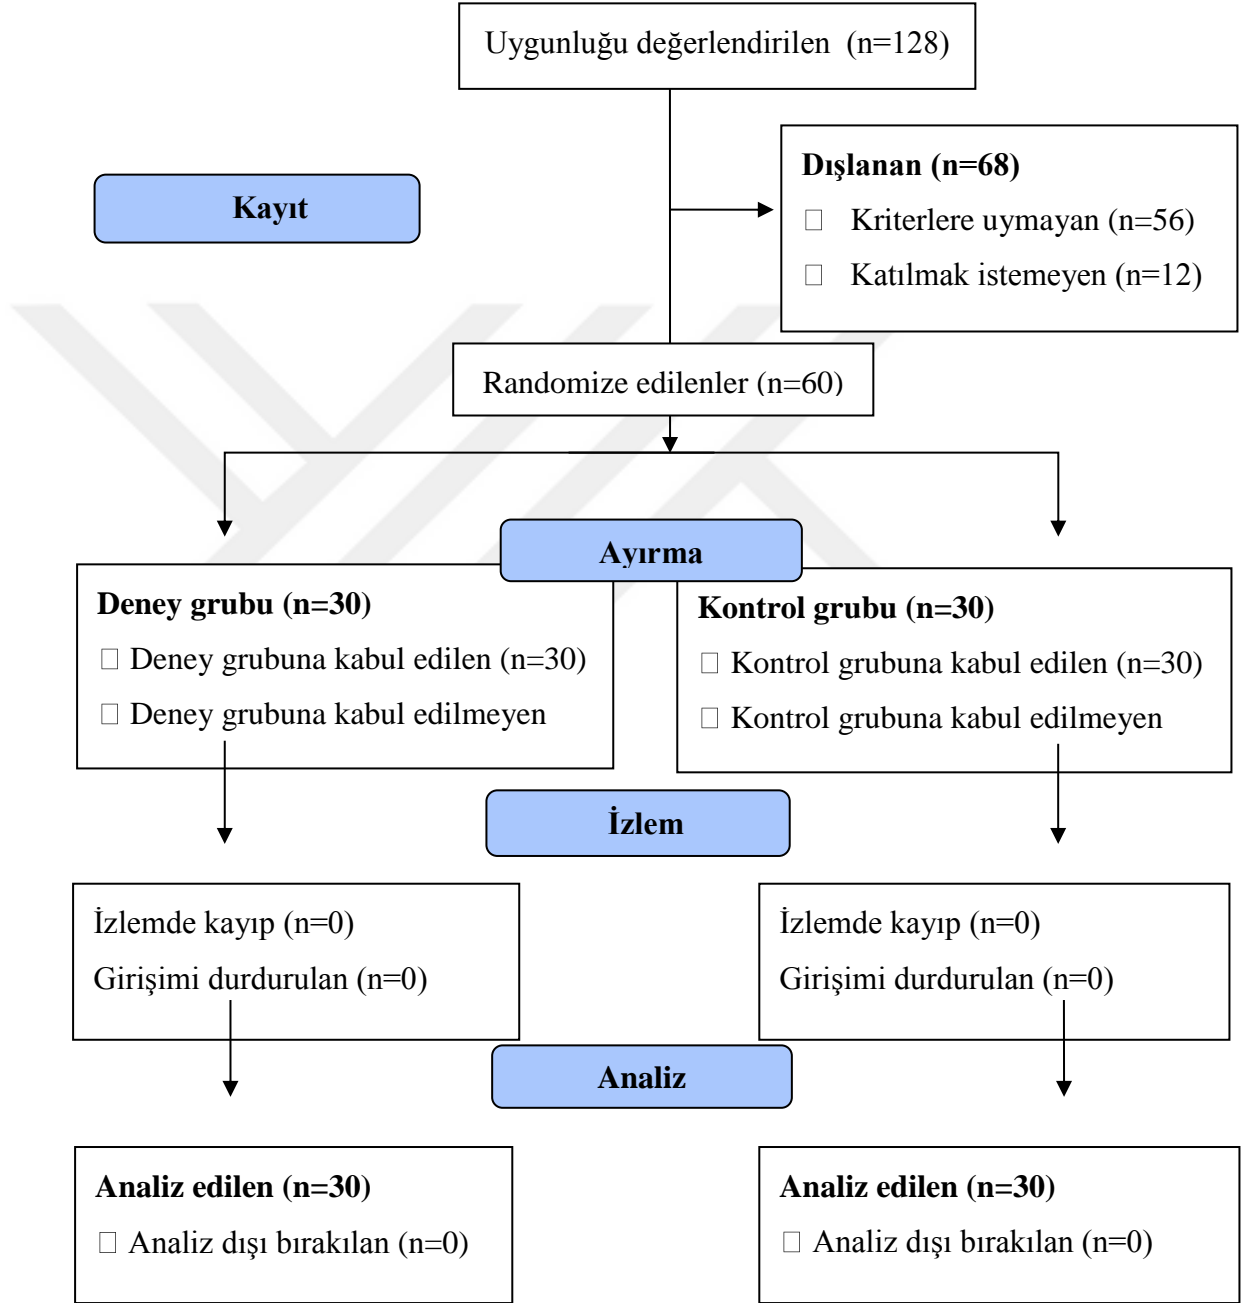 Uygunluğu değerlendirilen (n=128)
Dışlanan (n=68)
□ Kriterlere uymayan (n=56)
□ Katılmak istemeyen (n=12)
Kayıt
Randomize edilenler (n=60)
Ayırma
Deney grubu (n=30)
□ Deney grubuna kabul edilen (n=30)
□ Deney grubuna kabul edilmeyen
Kontrol grubu (n=30)
□ Kontrol grubuna kabul edilen (n=30)
□ Kontrol grubuna kabul edilmeyen
İzlem
İzlemde kayıp (n=0)
Girişimi durdurulan (n=0)
İzlemde kayıp (n=0)
Girişimi durdurulan (n=0)
Analiz
Analiz edilen (n=30)
□ Analiz dışı bırakılan (n=0)
Analiz edilen (n=30)
□ Analiz dışı bırakılan (n=0)